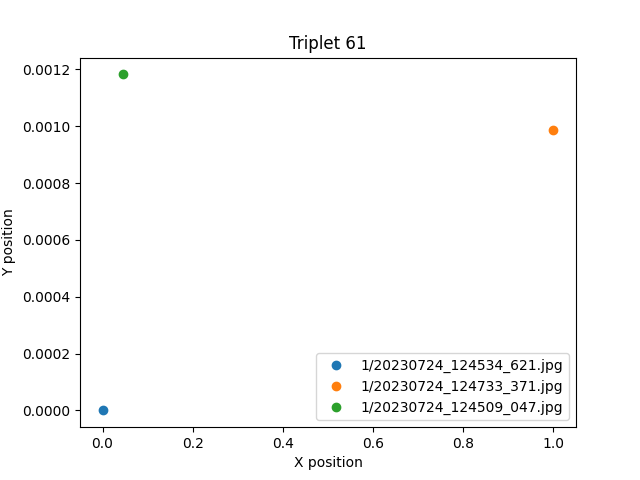 Triplet 61
Y position
0.0012
0.0010
0.0008
0.0006
0.0004
0.0002
0.0000
1/20230724_124534_621.jpg
1/20230724_124733_371.jpg
1/20230724_124509_047.jpg
0.0
0.2
0.4
0.6
0.8
1.0
X position